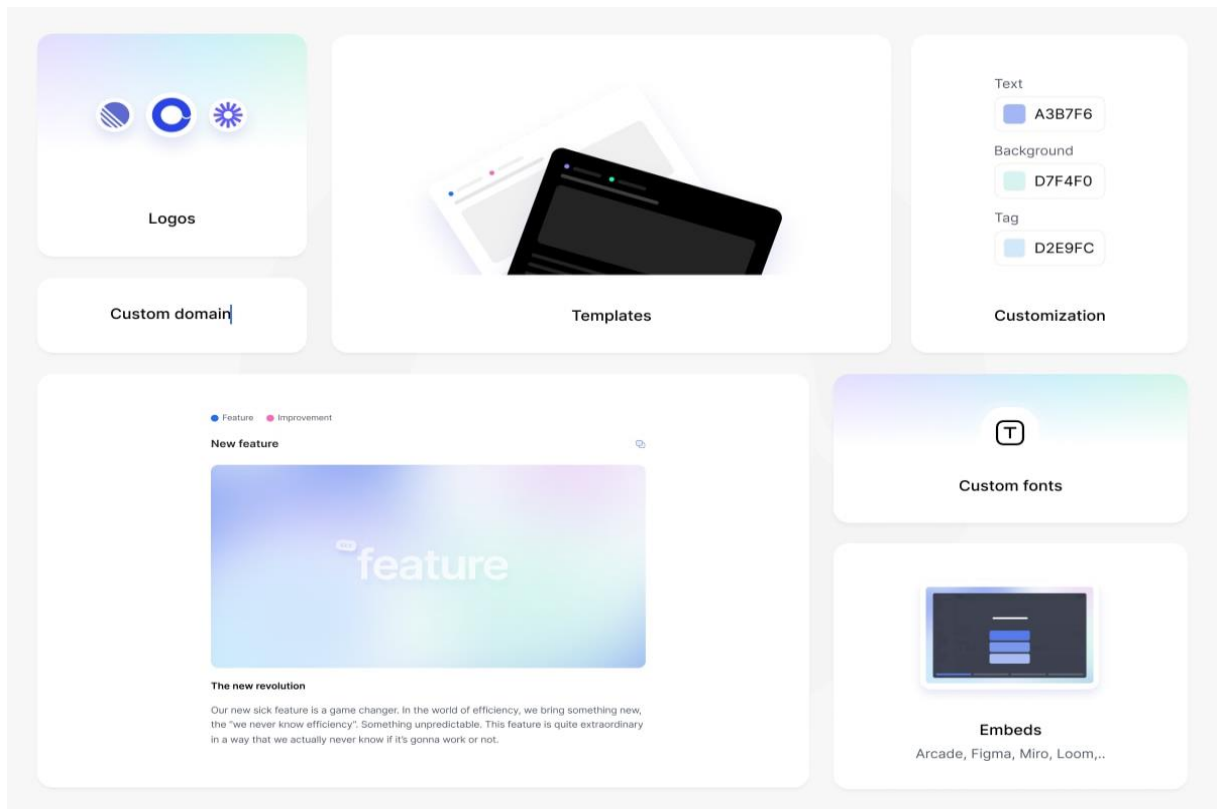 Logos
Custom domain
Templates
Text
A3B7F6
Background
D7F4F0
Tag
D2E9FC
Customization
Feature
Improvement
New feature
feature
The new revolution
Our new sick feature is a game changer. In the world of efficiency, we bring something new,
the "we never know efficiency". Something unpredictable. This feature is quite extraordinary
in a way that we actually never know if it's gonna work or not.
Custom fonts
Embeds
Arcade, Figma, Miro, Loom,..